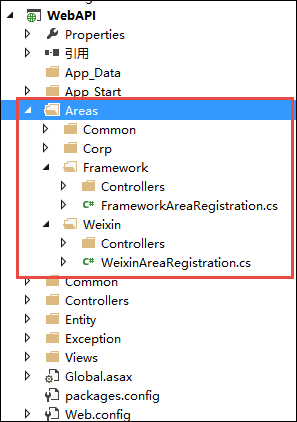 WebAPI
Properties
引用
App_Data
App_Start
Areas
Common
Corp
Framework
Controllers
C# FrameworkAreaRegistration.cs
Weixin
Controllers
C# WeixinAreaRegistration.cs
Common
Controllers
Entity
Exception
Views
Global.asax
packages.config
Web.config